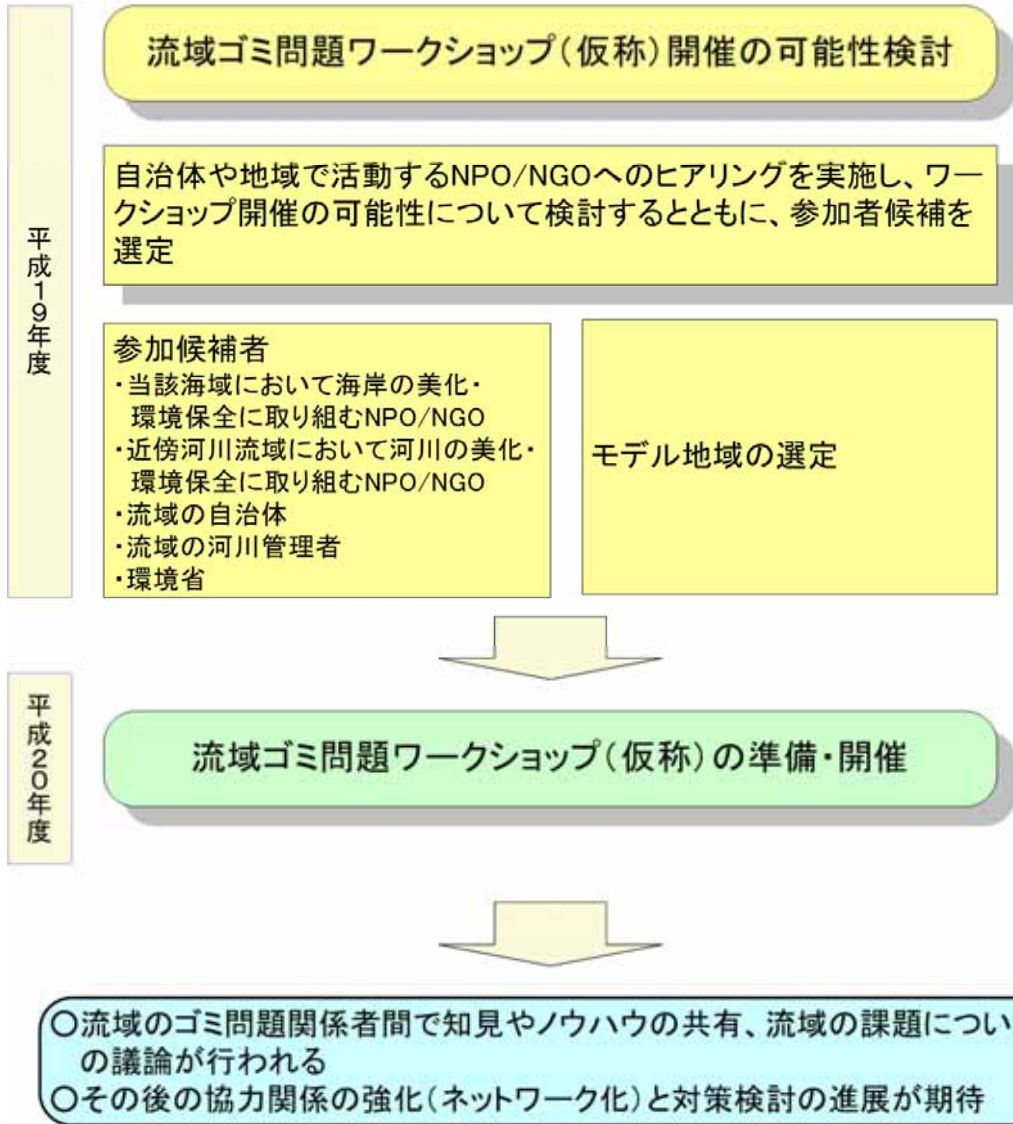 平成19年度
流域ゴミ問題ワークショップ(仮称)開催の可能性検討
自治体や地域で活動するNPO/NGOへのヒアリングを実施し、ワー
クショップ開催の可能性について検討するとともに、参加者候補を
選定
参加候補者
・当該海域において海岸の美化・
環境保全に取り組むNPO/NGO
・近傍河川流域において河川の美化・
環境保全に取り組むNPO/NGO
・流域の自治体
・流域の河川管理者
・環境省
モデル地域の選定
平成20年度
流域ゴミ問題ワークショップ(仮称)の準備・開催
○流域のゴミ問題関係者間で知見やノウハウの共有、流域の課題につい
の議論が行われる
○その後の協力関係の強化(ネットワーク化)と対策検討の進展が期待